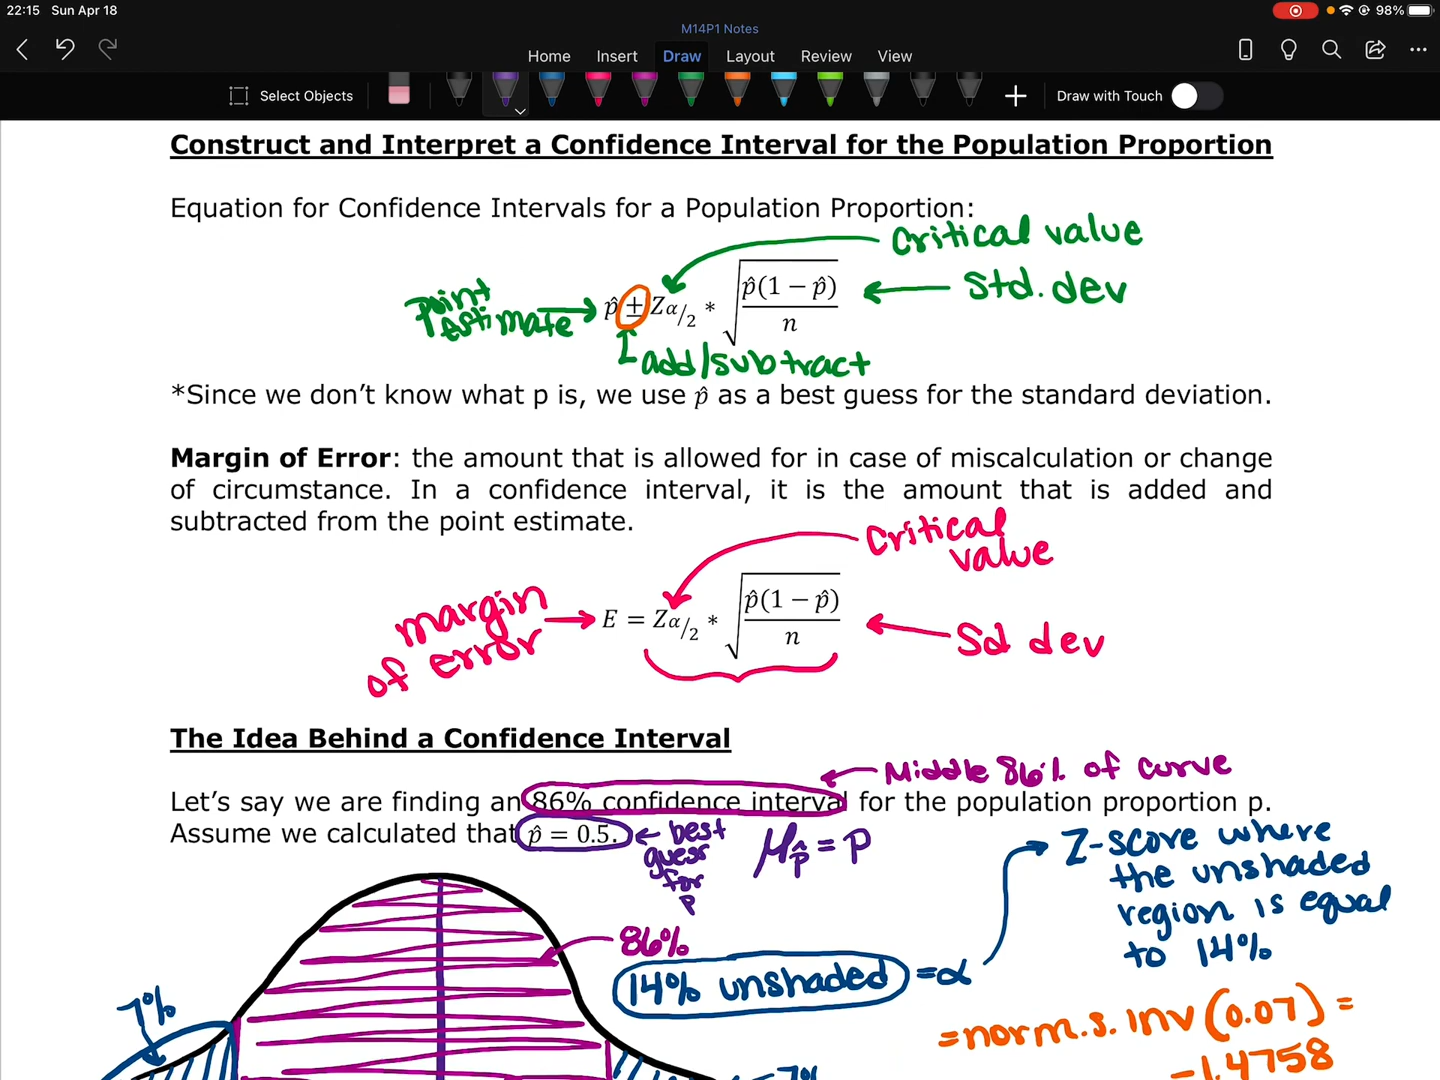 22:15 Sun Apr 18
98%
M14P1 Notes
Home Insert Draw Layout Review View
Select Objects
Draw with Touch
Construct and Interpret a Confidence Interval for the Population Proportion
Equation for Confidence Intervals for a Population Proportion:
Critical value
point estimate → p̂ ± Zα/2 * √(p̂(1 − p̂)/n) ← Std. dev
add/subtract
*Since we don't know what p is, we use p̂ as a best guess for the standard deviation.
Margin of Error: the amount that is allowed for in case of miscalculation or change
of circumstance. In a confidence interval, it is the amount that is added and
subtracted from the point estimate.
Critical
value
margin of error → E = Zα/2 * √(p̂(1 − p̂)/n) ← Sd dev
The Idea Behind a Confidence Interval
← Middle 86% of curve
Let's say we are finding an 86% confidence interval for the population proportion p.
Assume we calculated that p̂ = 0.5.
← best
guess
for
p
μp̂ = p
Z-score where
the unshaded
region is equal
to 14%
86%
14% unshaded = α
7%
=norm.s.inv(0.07) =
-1.4758
7%